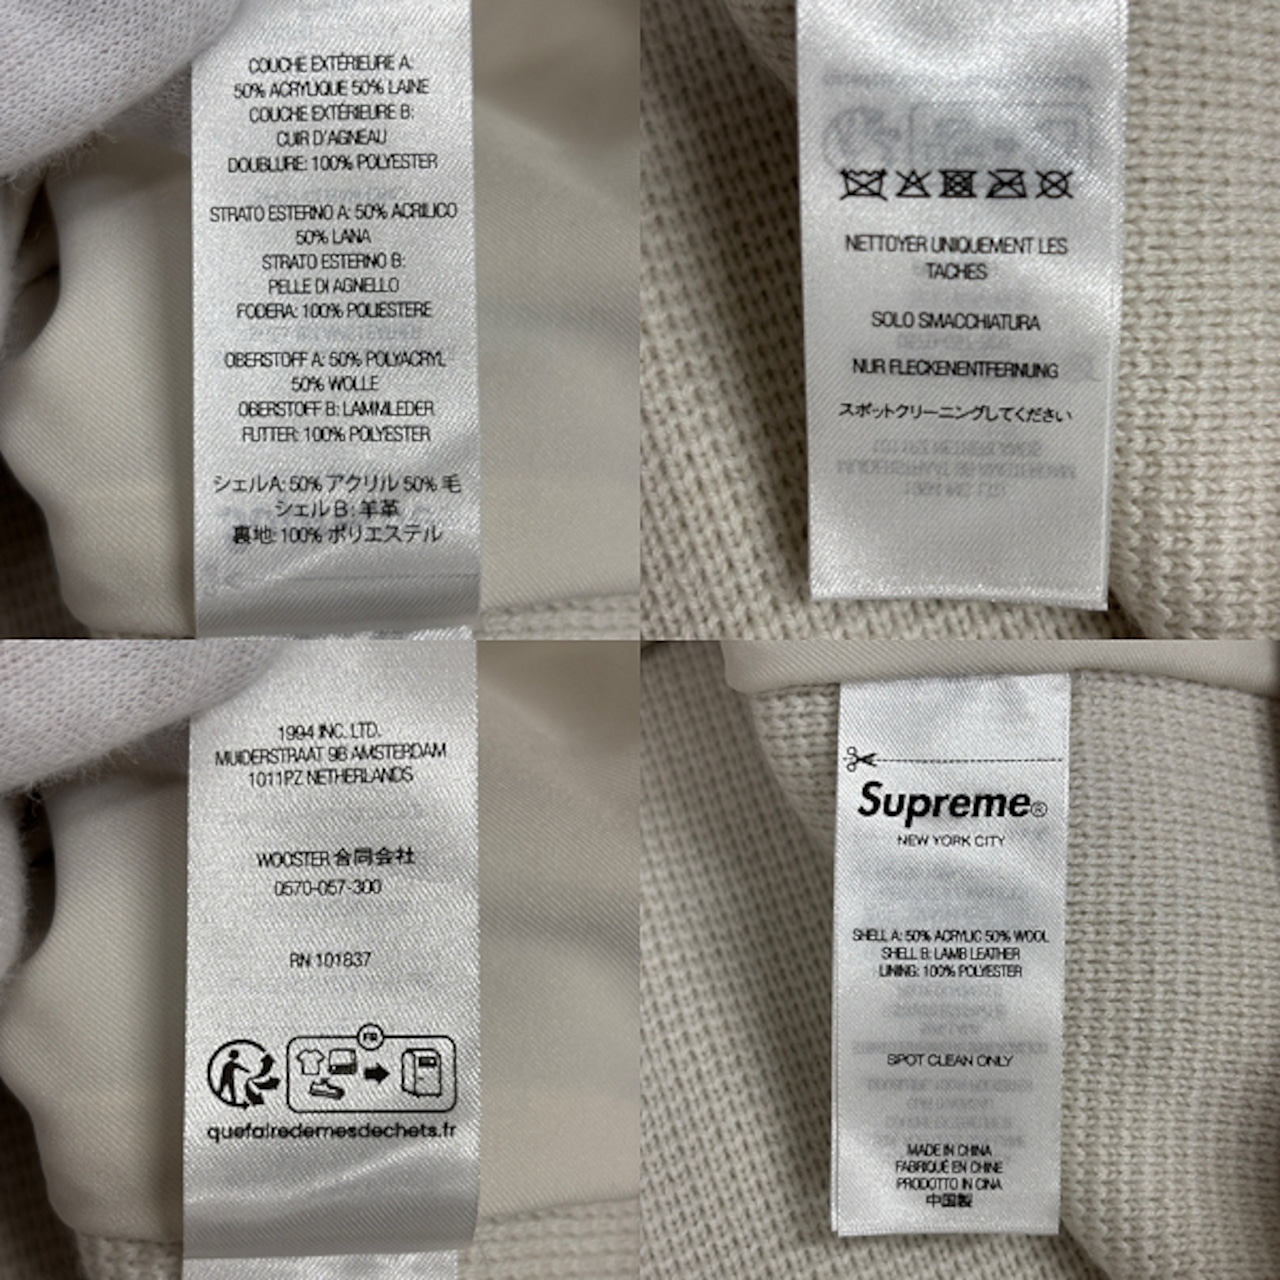 COUCHE EXTÉRIEURE A:
50% ACRYLIQUE 50% LAINE
COUCHE EXTÉRIEURE B:
CUIR D'AGNEAU
DOUBLURE: 100% POLYESTER
STRATO ESTERNO A: 50% ACRILICO
50% LANA
STRATO ESTERNO B:
PELLE DI AGNELLO
FODERA: 100% POLIESTERE
OBERSTOFF A: 50% POLYACRYL
50% WOLLE
OBERSTOFF B: LAMMLEDER
FUTTER: 100% POLYESTER
シェルA: 50% アクリル 50% 毛
シェルB: 羊革
裏地: 100% ポリエステル
NETTOYER UNIQUEMENT LES
TACHES
SOLO SMACCHIATURA
NUR FLECKENENTFERNUNG
スポットクリーニングしてください
1994 INC. LTD.
MUIDERSTRAAT 9B AMSTERDAM
1011PZ NETHERLANDS
WOOSTER 合同会社
0570-057-300
RN 101837
FR
quefairedemesdechets.fr
Supreme®
NEW YORK CITY
SHELL A: 50% ACRYLIC 50% WOOL
SHELL B: LAMB LEATHER
LINING: 100% POLYESTER
SPOT CLEAN ONLY
MADE IN CHINA
FABRIQUÉ EN CHINE
PRODOTTO IN CINA
中国製